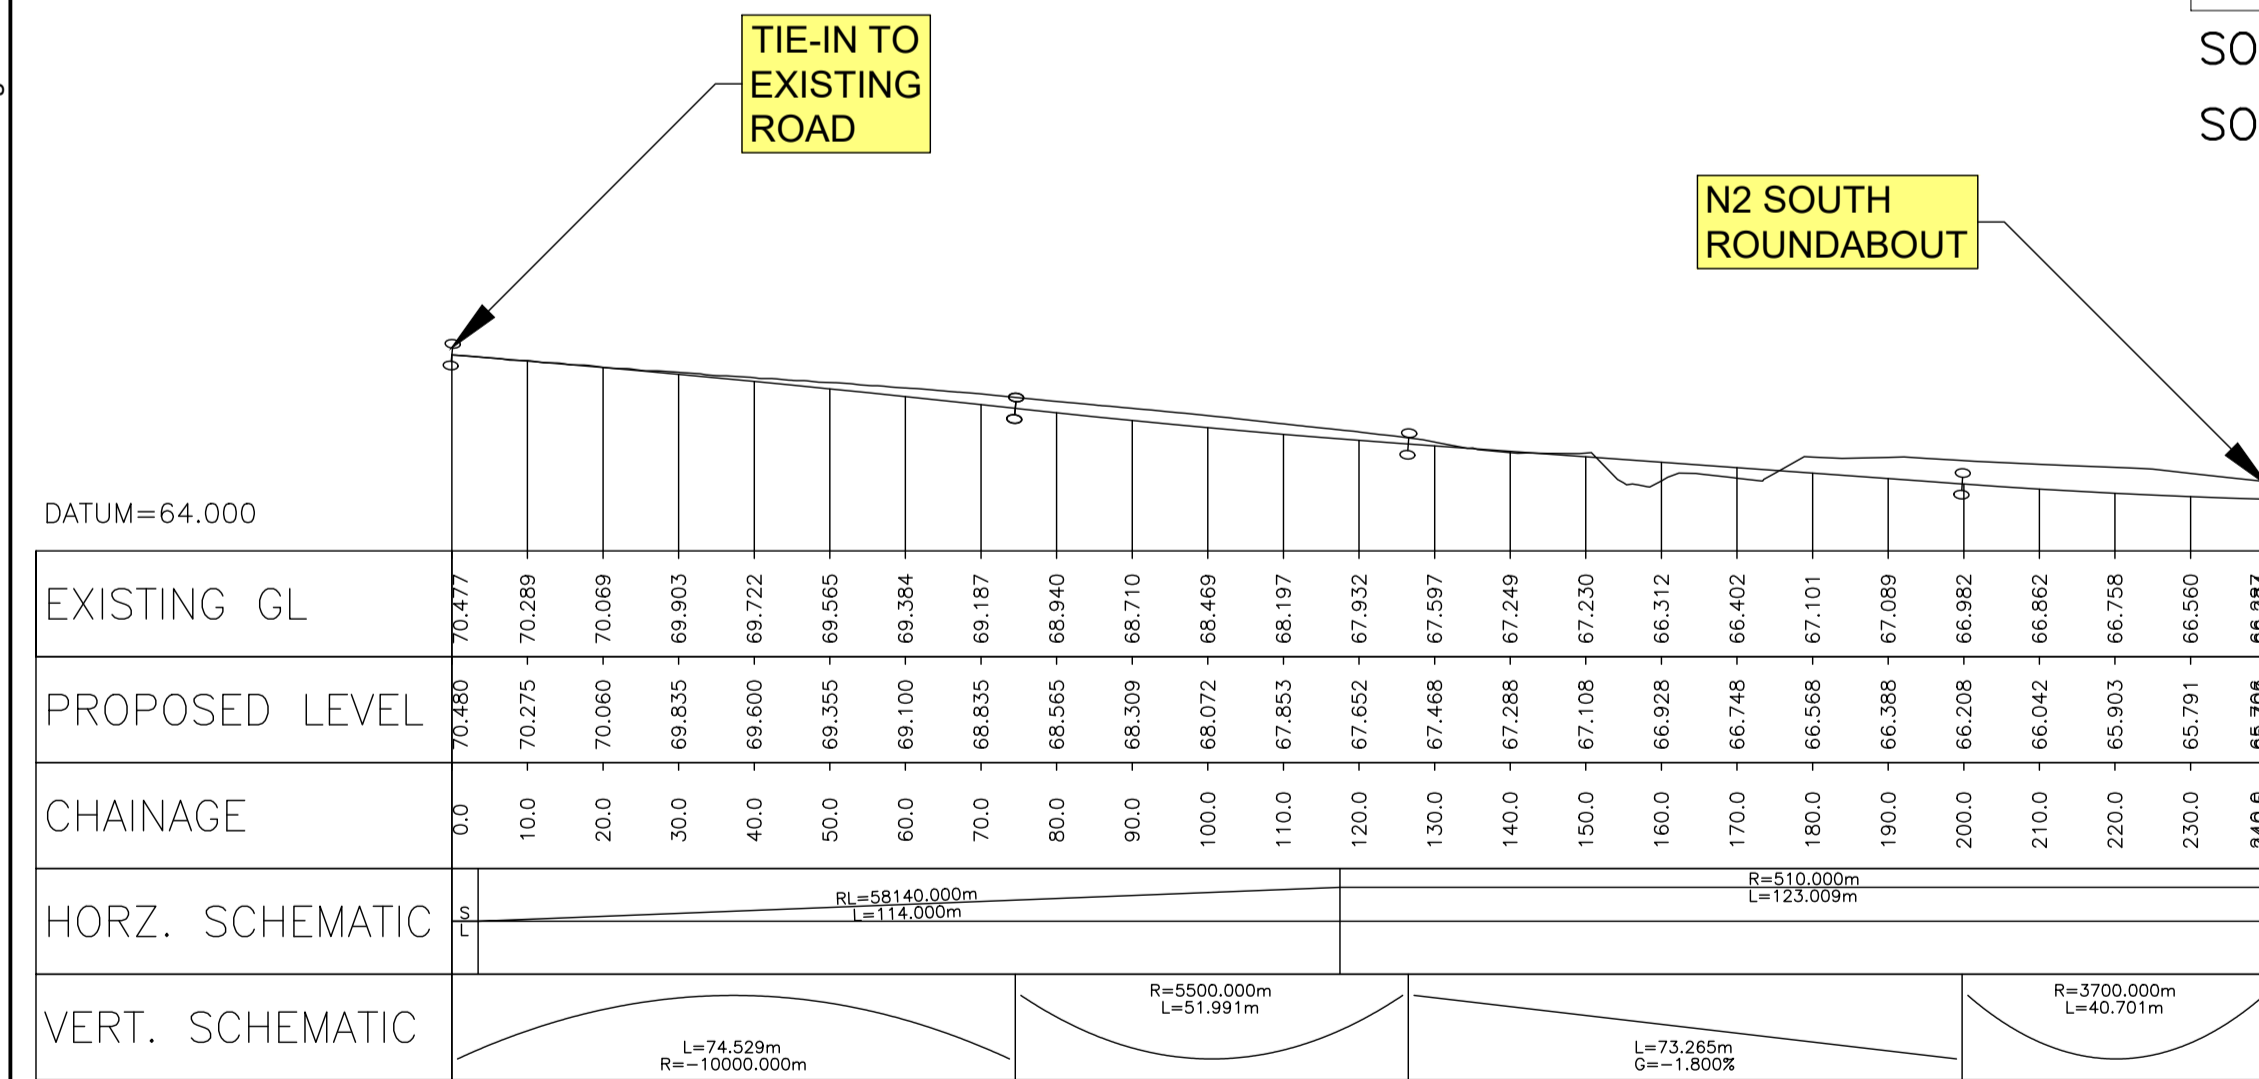 TIE-IN TO
EXISTING
ROAD
SO
SO
N2 SOUTH
ROUNDABOUT
DATUM=64.000
EXISTING GL 70.477 70.289 70.069 69.903 69.722 69.565 69.384 69.187 68.940 68.710 68.469 68.197 67.932 67.597 67.249 67.230 66.312 66.402 67.101 67.089 66.982 66.862 66.758 66.560
PROPOSED LEVEL 70.480 70.275 70.060 69.835 69.600 69.355 69.100 68.835 68.565 68.309 68.072 67.853 67.652 67.468 67.288 67.108 66.928 66.748 66.568 66.388 66.208 66.042 65.903 65.791
CHAINAGE 0.0 10.0 20.0 30.0 40.0 50.0 60.0 70.0 80.0 90.0 100.0 110.0 120.0 130.0 140.0 150.0 160.0 170.0 180.0 190.0 200.0 210.0 220.0 230.0
HORZ. SCHEMATIC
S
L
RL=58140.000m
L=114.000m
R=510.000m
L=123.009m
VERT. SCHEMATIC
L=74.529m
R=-10000.000m
R=5500.000m
L=51.991m
L=73.265m
G=-1.800%
R=3700.000m
L=40.701m